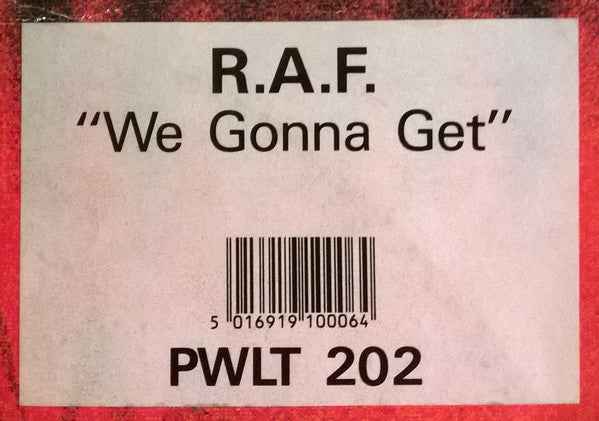 R.A.F.
“We Gonna Get”
5 016919 100064
PWLT 202